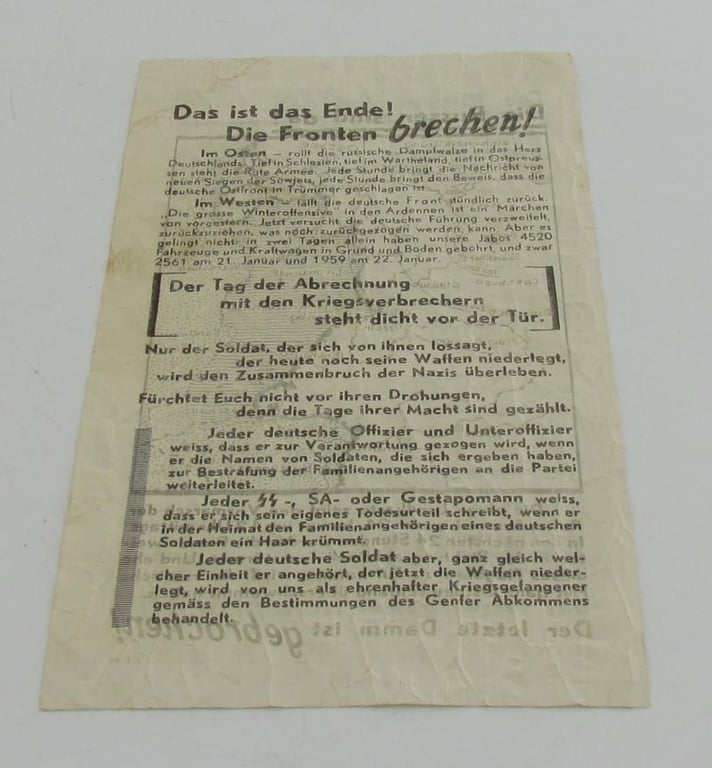 Das ist das Ende!
Die Fronten brechen!
Im Osten – rollt die russische Dampfwalze in das Herz
Deutschlands. Tief in Schlesien, tief im Wartheland, tief in Ostpreus-
sen steht die Rote Armee. Jede Stunde bringt die Nachricht von
neuen Siegen der Sowjets, jede Stunde bringt den Beweis, dass die
deutsche Ostfront in Trümmer geschlagen ist.
Im Westen – fällt die deutsche Front stündlich zurück.
„Die grosse Winteroffensive" in den Ardennen ist ein Märchen
von vorgestern. Jetzt versucht die deutsche Führung verzweifelt,
zurückzuziehen, was noch zurückgezogen werden kann. Aber es
gelingt nicht: in zwei Tagen allein haben unsere Jabos 4520
Fahrzeuge und Kraftwagen in Grund und Boden gebohrt, und zwar
2561 am 21. Januar und 1959 am 22. Januar.
Der Tag der Abrechnung
mit den Kriegsverbrechern
steht dicht vor der Tür.
Nur der Soldat, der sich von ihnen lossagt,
der heute noch seine Waffen niederlegt,
wird den Zusammenbruch der Nazis überleben.
Fürchtet Euch nicht vor ihren Drohungen,
denn die Tage ihrer Macht sind gezählt.
Jeder deutsche Offizier und Unteroffizier
weiss, dass er zur Verantwortung gezogen wird, wenn
er die Namen von Soldaten, die sich ergeben haben,
zur Bestrafung der Familienangehörigen an die Partei
weiterleitet.
Jeder SS-, SA- oder Gestapomann weiss,
dass er sich sein eigenes Todesurteil schreibt, wenn er
in der Heimat den Familienangehörigen eines deutschen
Soldaten ein Haar krümmt.
Jeder deutsche Soldat aber, ganz gleich wel-
cher Einheit er angehört, der jetzt die Waffen nieder-
legt, wird von uns als ehrenhafter Kriegsgefangener
gemäss den Bestimmungen des Genfer Abkommens
behandelt.
Der letzte Damm ist gebrochen!